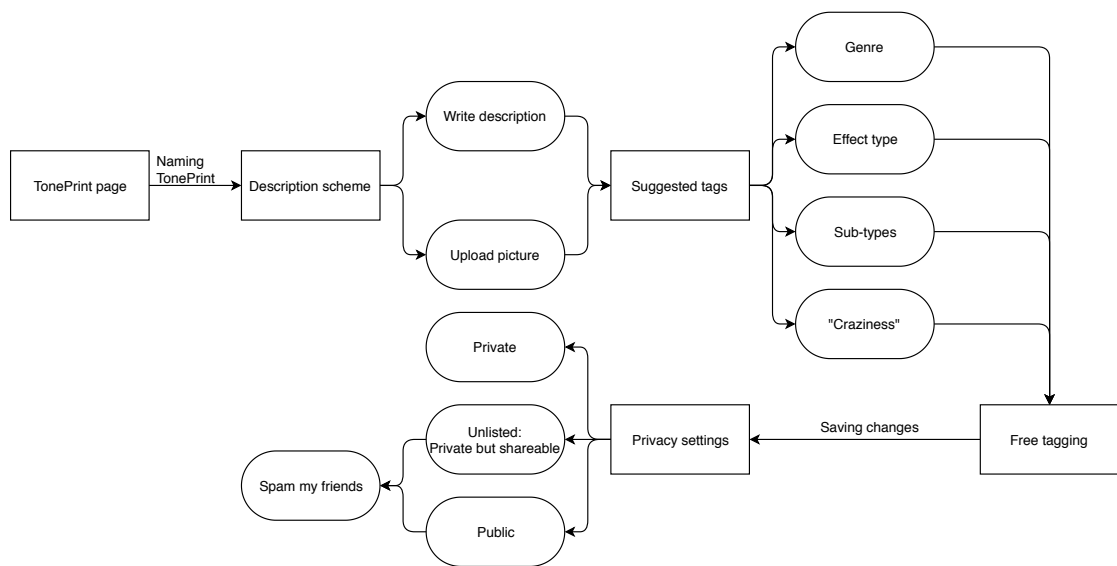 TonePrint page
Naming
TonePrint
Description scheme
Write description
Upload picture
Suggested tags
Genre
Effect type
Sub-types
"Craziness"
Free tagging
Saving changes
Privacy settings
Private
Unlisted:
Private but shareable
Public
Spam my friends